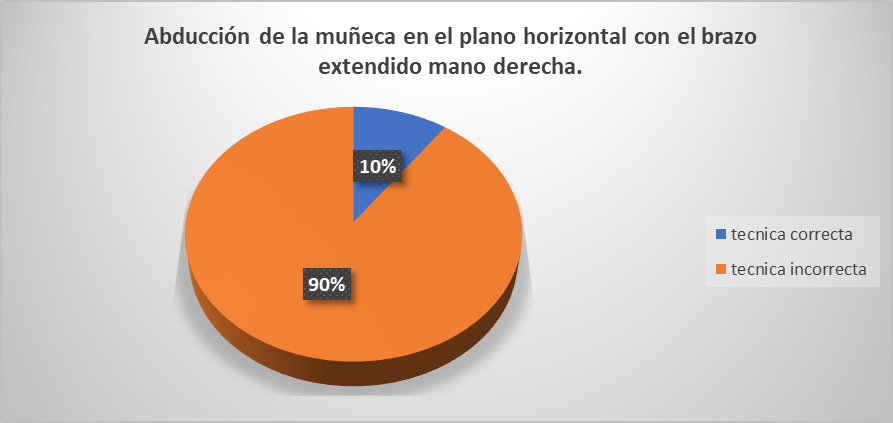 Abducción de la muñeca en el plano horizontal con el brazo
extendido mano derecha.
10%
90%
tecnica correcta
tecnica incorrecta